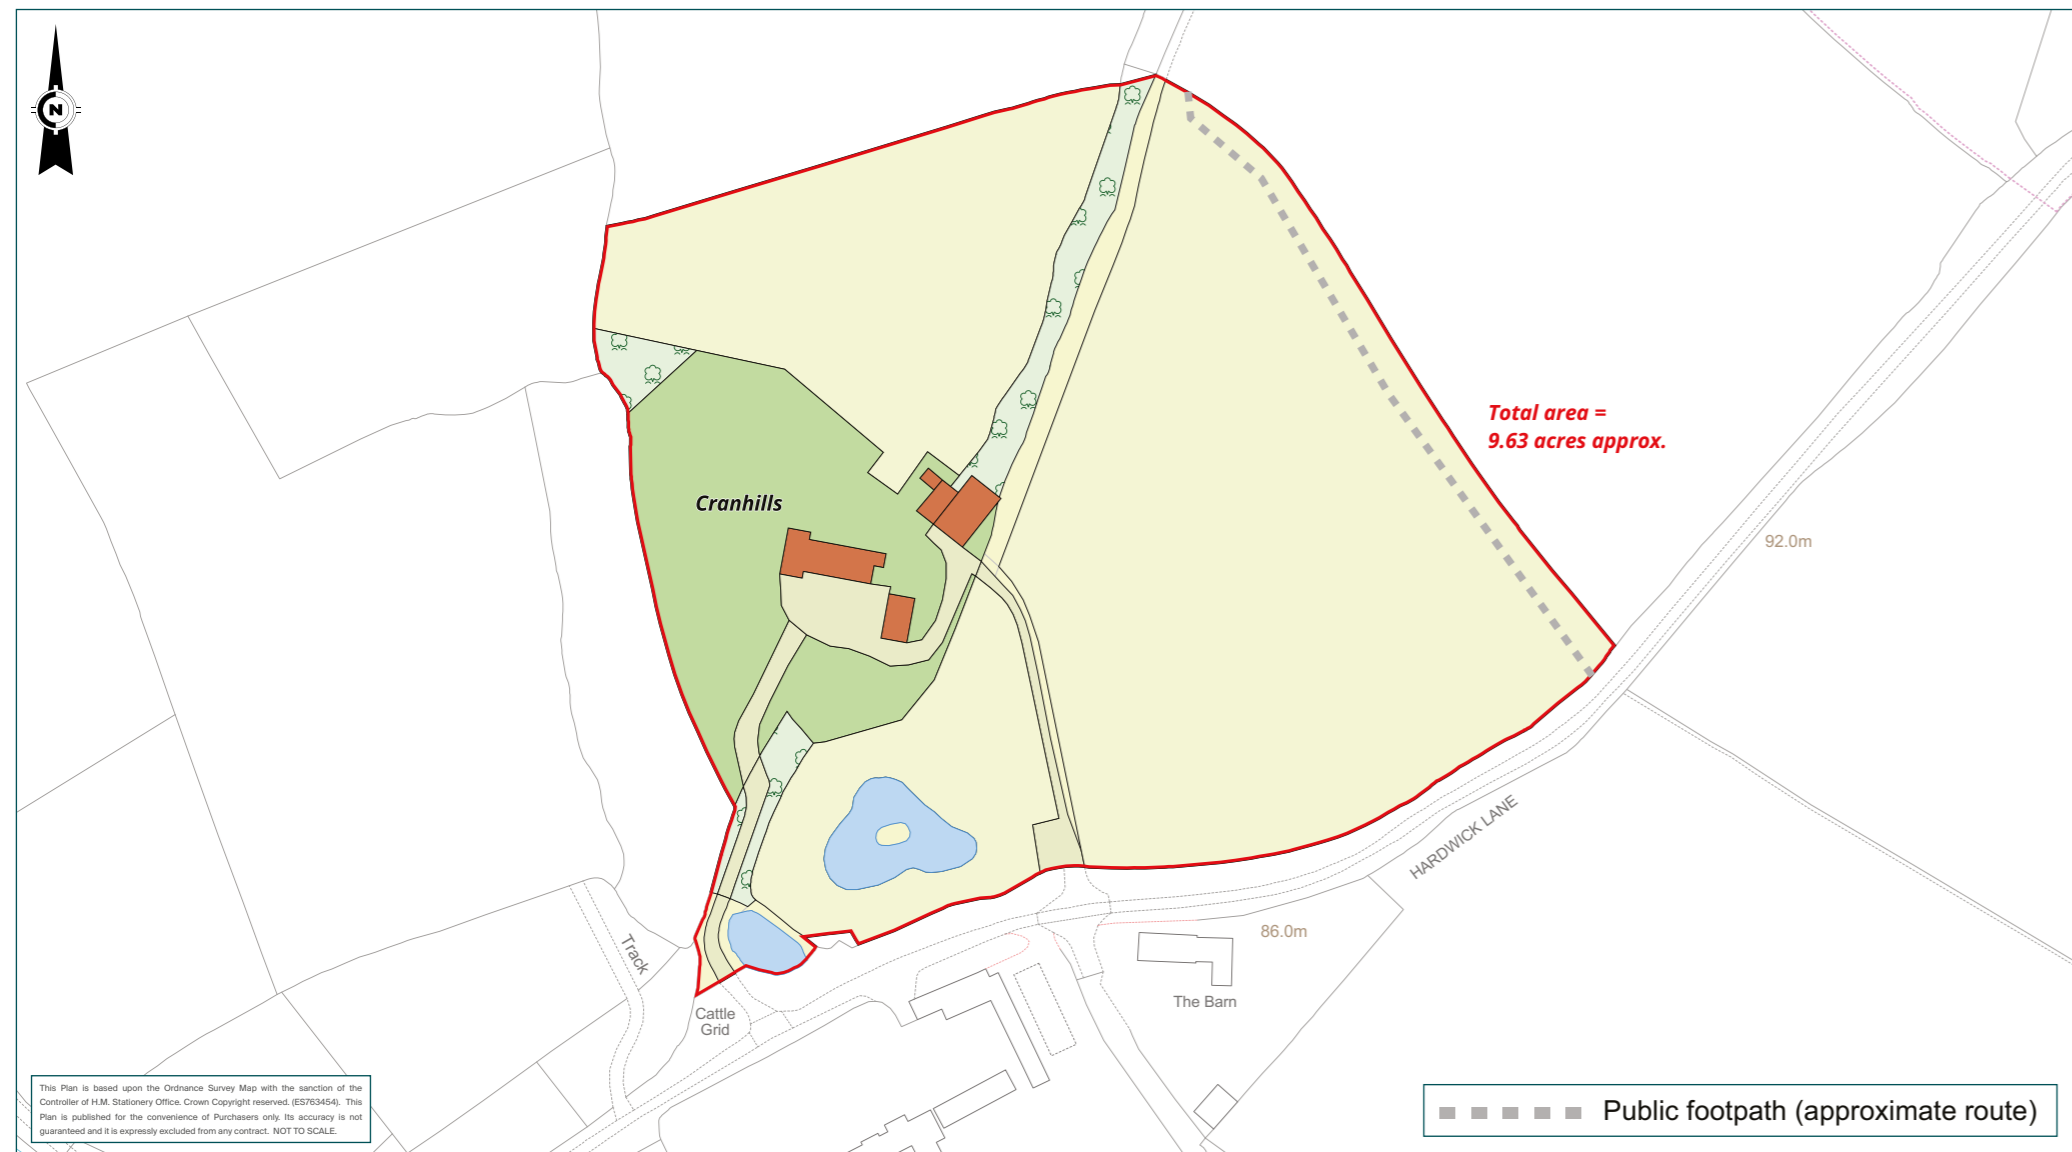 N
Total area =
9.63 acres approx.
Cranhills
92.0m
HARDWICK LANE
86.0m
Track
The Barn
Cattle
Grid
This Plan is based upon the Ordnance Survey Map with the sanction of the
Controller of H.M. Stationery Office. Crown Copyright reserved. (ES763454). This
Plan is published for the convenience of Purchasers only. Its accuracy is not
guaranteed and it is expressly excluded from any contract. NOT TO SCALE.
Public footpath (approximate route)